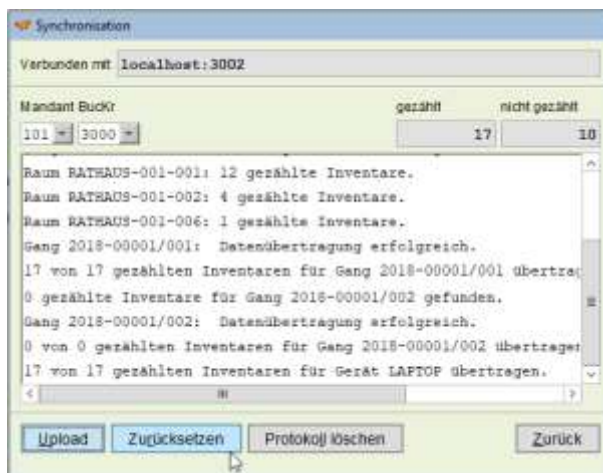 Synchronisation
Verbunden mit localhost:3002
Mandant BucKr gezählt nicht gezählt
101 3000 17 10
Raum RATHAUS-001-001: 12 gezählte Inventare.
Raum RATHAUS-001-002: 4 gezählte Inventare.
Raum RATHAUS-001-006: 1 gezählte Inventare.
Gang 2018-00001/001: Datenübertragung erfolgreich.
17 von 17 gezählten Inventaren für Gang 2018-00001/001 übertrag
0 gezählte Inventare für Gang 2018-00001/002 gefunden.
Gang 2018-00001/002: Datenübertragung erfolgreich.
0 von 0 gezählten Inventaren für Gang 2018-00001/002 übertragen
17 von 17 gezählten Inventaren für Gerät LAPTOP übertragen.
Upload Zurücksetzen Protokoll löschen Zurück